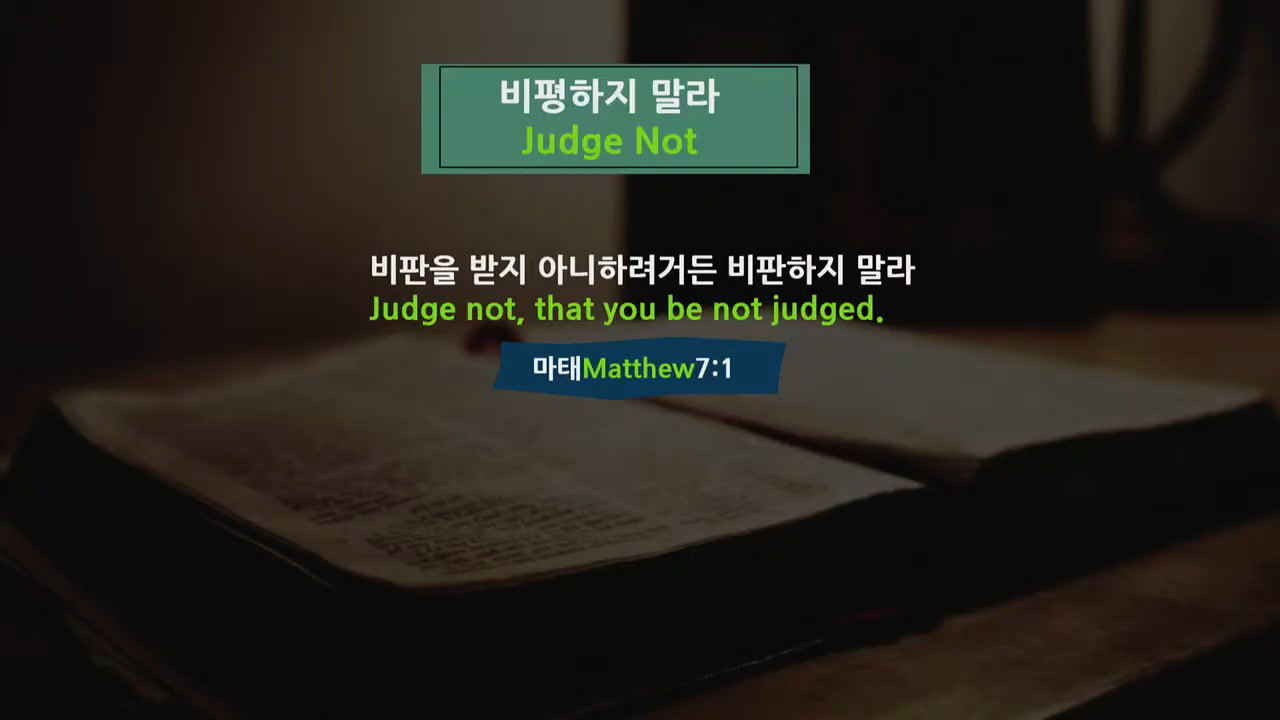 비평하지 말라
Judge Not
비판을 받지 아니하려거든 비판하지 말라
Judge not, that you be not judged.
마태Matthew7:1